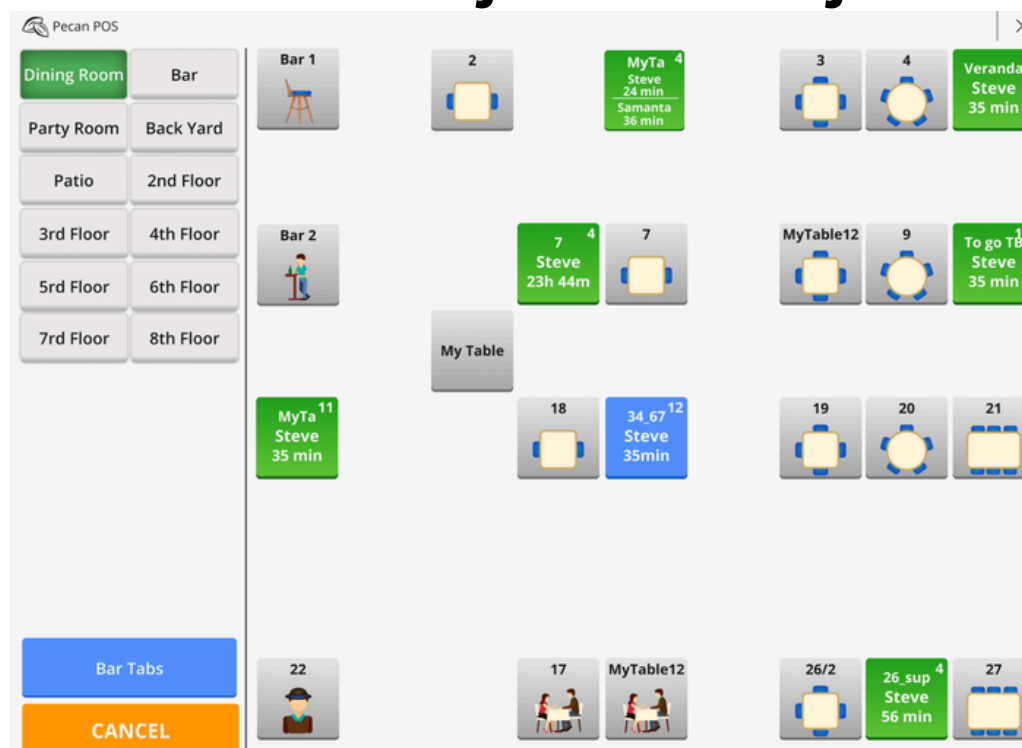 Pecan POS
Dining Room
Bar
Party Room
Back Yard
Patio
2nd Floor
3rd Floor
4th Floor
5rd Floor
6th Floor
7rd Floor
8th Floor
Bar Tabs
CANCEL
Bar 1
2
MyTa 4
Steve
24 min
Samanta
36 min
3
4
Veranda
Steve
35 min
Bar 2
7 4
Steve
23h 44m
7
MyTable12
9
To go TB 1
Steve
35 min
My Table
MyTa 11
Steve
35 min
18
34_67 12
Steve
35min
19
20
21
22
17
MyTable12
26/2
26_sup 4
Steve
56 min
27